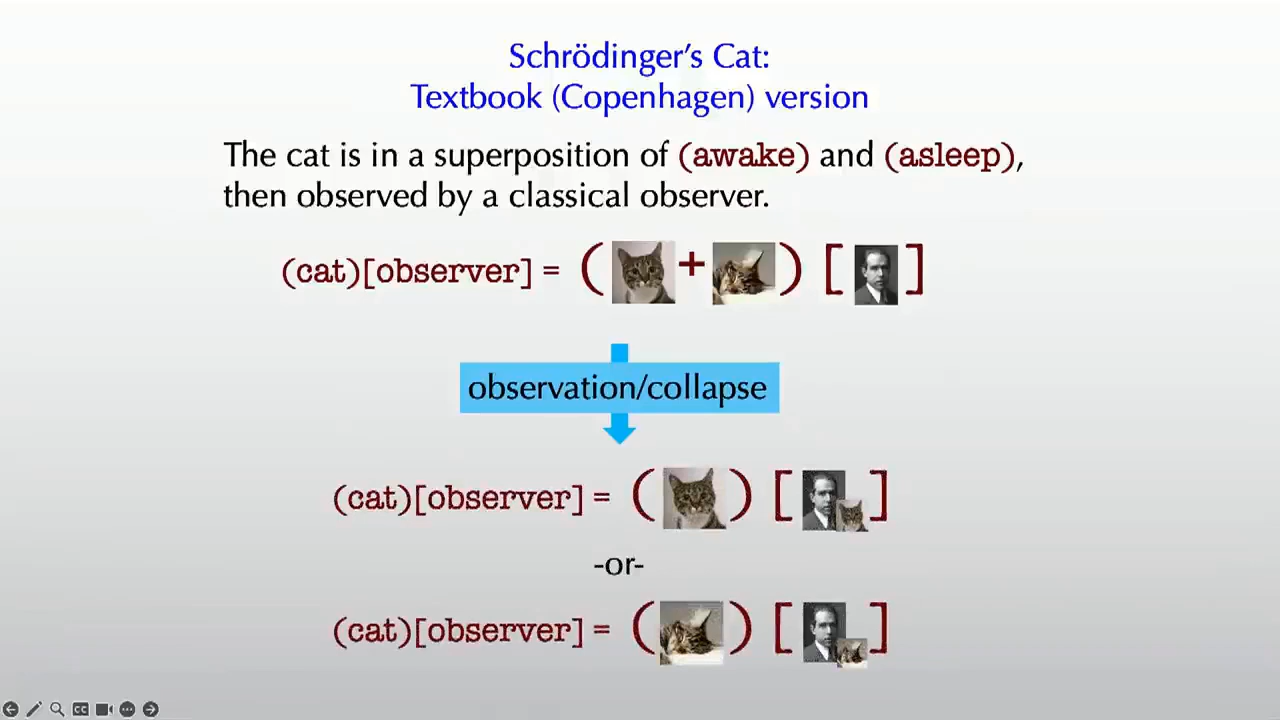 Schrödinger's Cat:
Textbook (Copenhagen) version
The cat is in a superposition of (awake) and (asleep),
then observed by a classical observer.
(cat)[observer] = ( + ) [ ]
observation/collapse
(cat)[observer] = ( ) [ ]
-or-
(cat)[observer] = ( ) [ ]
CC